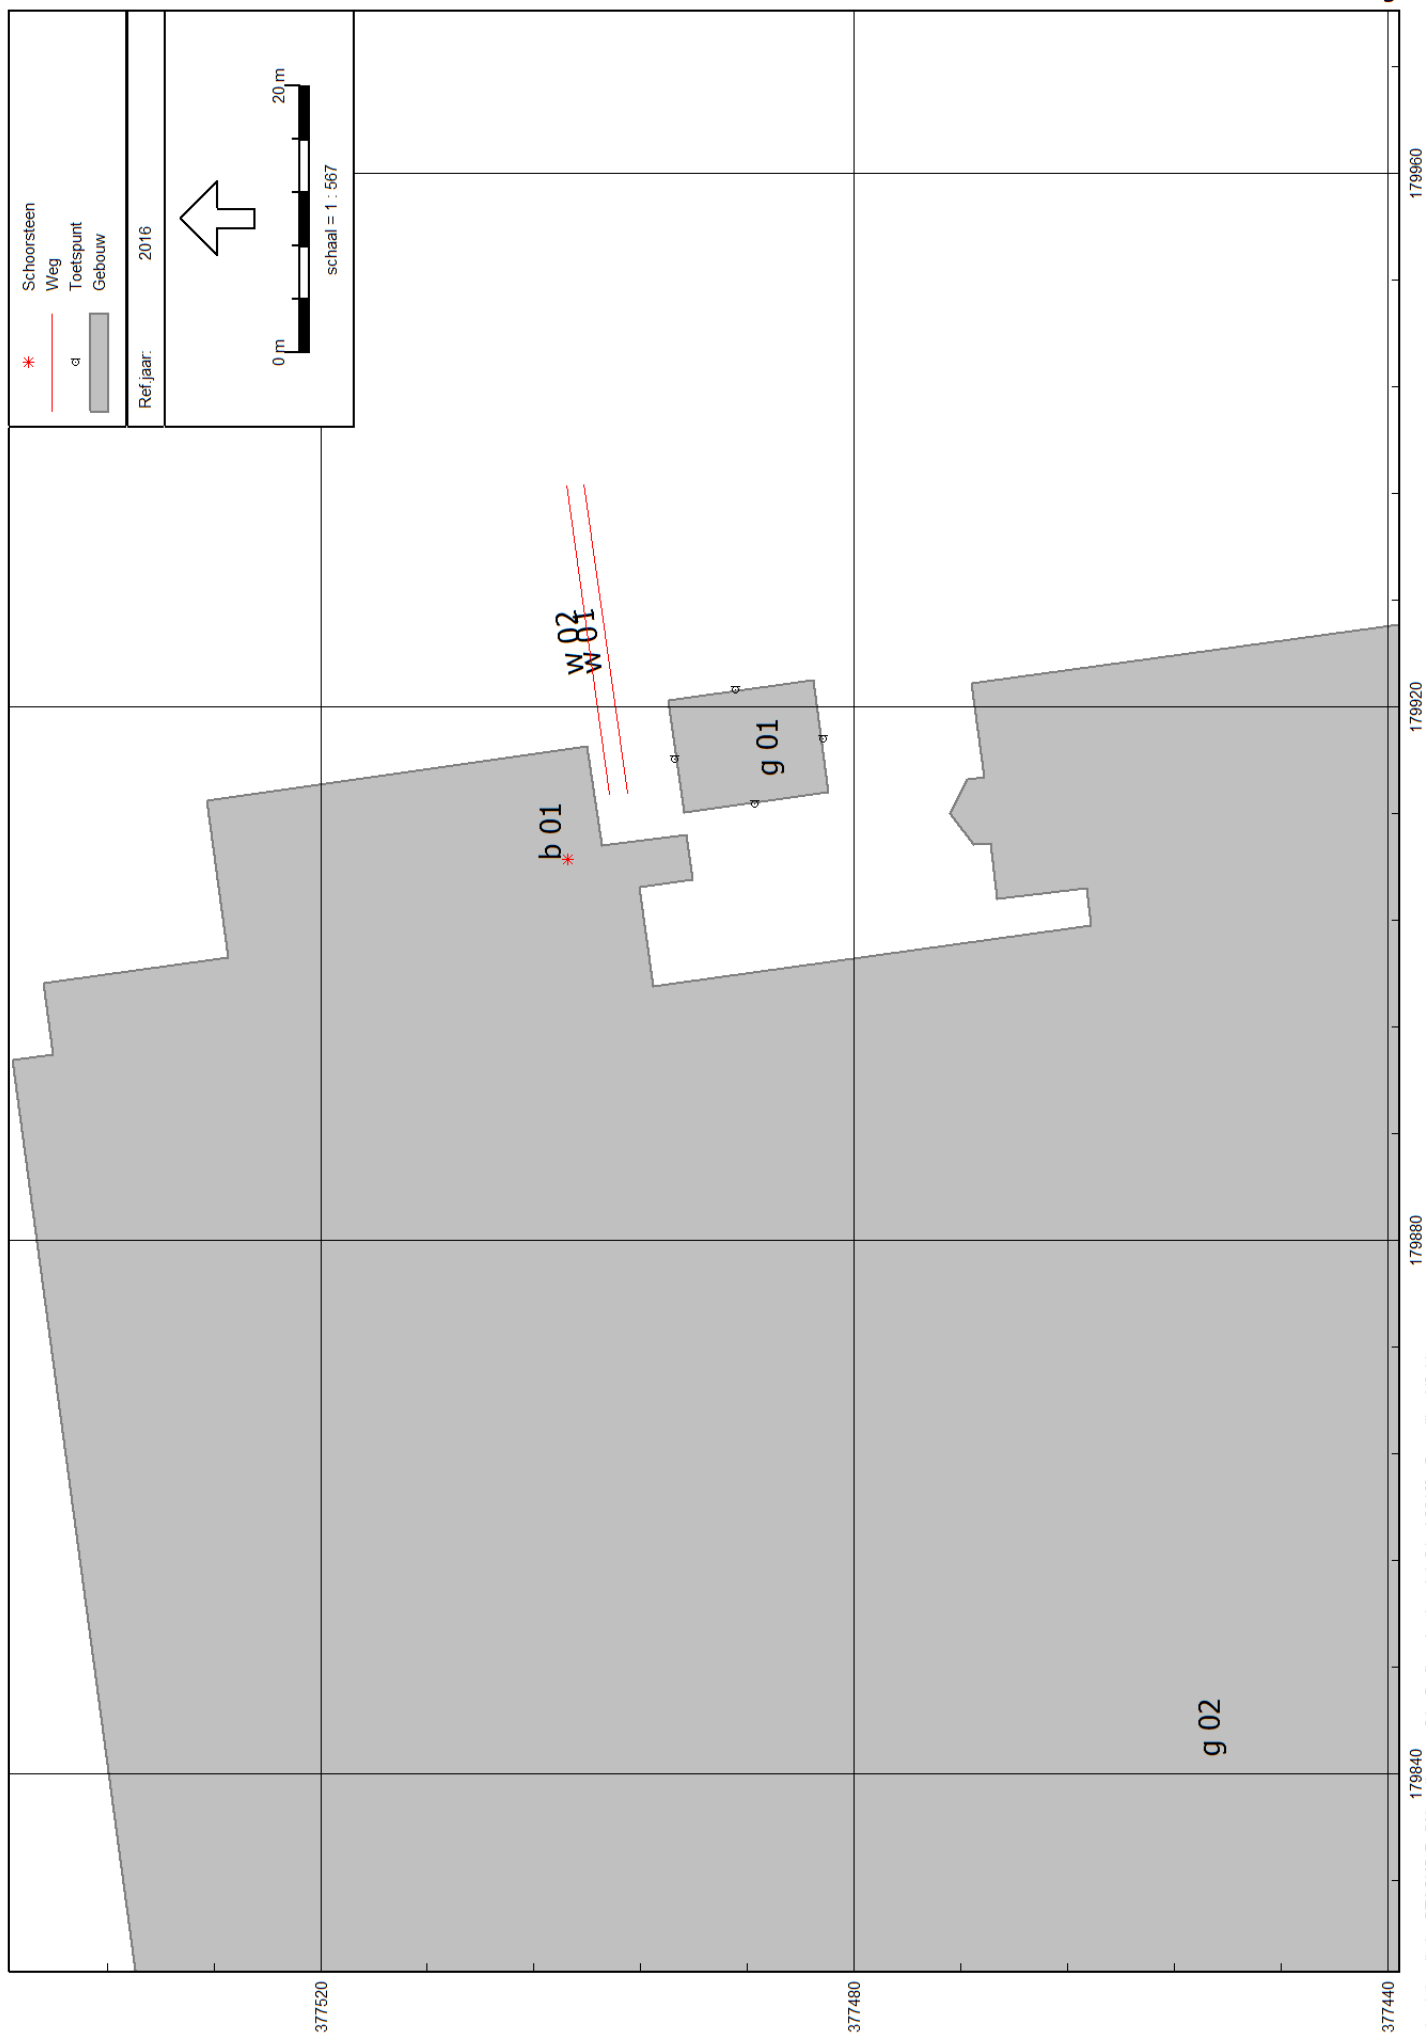 Schoorsteen
Weg
Toetspunt
Gebouw
Ref.jaar: 2016
0 m 20 m
schaal = 1 : 567
w 02
w 01
b 01
g 01
g 02
377520
377480
377440
179840
179880
179920
179960